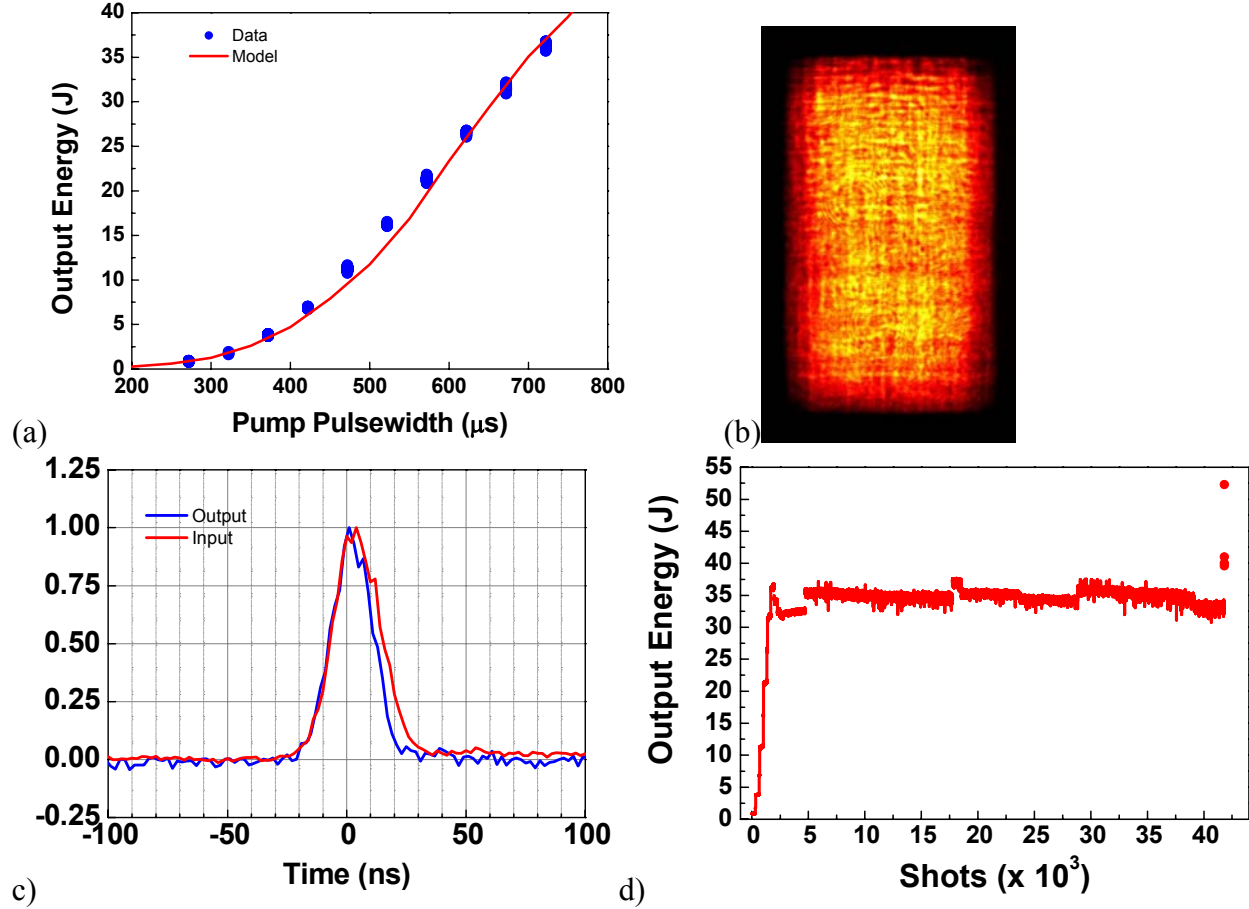 40
35
30
25
20
15
10
5
0
Output Energy (J)
Data
Model
200 300 400 500 600 700 800
Pump Pulsewidth (μs)
(a)
(b)
1.25
1.00
0.75
0.50
0.25
0.00
-0.25
Output
Input
-100 -50 0 50 100
Time (ns)
c)
55
50
45
40
35
30
25
20
15
10
5
0
Output Energy (J)
0 5 10 15 20 25 30 35 40
Shots (x 10³)
d)